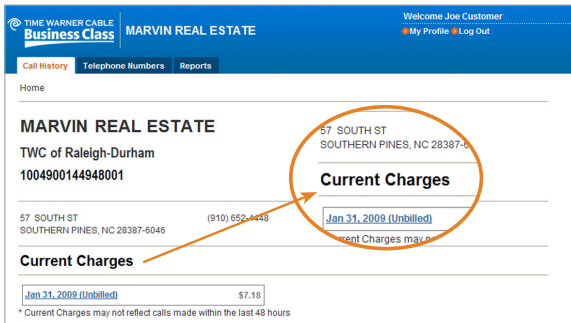 TIME WARNER CABLE
Business Class
MARVIN REAL ESTATE
Welcome Joe Customer
My Profile Log Out
Call History Telephone Numbers Reports
Home
MARVIN REAL ESTATE
TWC of Raleigh-Durham
1004900144948001
57 SOUTH ST (910) 652-4448
SOUTHERN PINES, NC 28387-6046
Current Charges
Jan 31, 2009 (Unbilled) $7.18
* Current Charges may not reflect calls made within the last 48 hours
57 SOUTH ST
SOUTHERN PINES, NC 28387-6
Current Charges
Jan 31, 2009 (Unbilled)
Current Charges may no